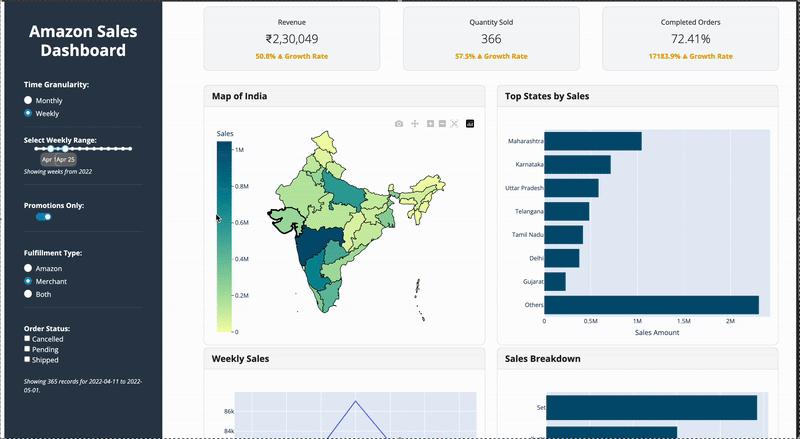 Amazon Sales
Dashboard
Time Granularity:
Monthly
Weekly
Select Weekly Range:
Apr 25
Showing weeks from 2022
Promotions Only:
Fulfillment Type:
Amazon
Merchant
Both
Order Status:
Cancelled
Pending
Shipped
Showing 365 records for 2022-04-11 to 2022-
05-01.
Revenue
₹2,30,049
50.8% ▲ Growth Rate
Quantity Sold
366
57.5% ▲ Growth Rate
Completed Orders
72.41%
17183.9% ▲ Growth Rate
Map of India
Sales
1M
0.8M
0.6M
0.4M
0.2M
0
Top States by Sales
Maharashtra
Karnataka
Uttar Pradesh
Telangana
Tamil Nadu
Delhi
Gujarat
Others
0
0.5M
1M
1.5M
2M
Sales Amount
Weekly Sales
86k
84k
Sales Breakdown
Set